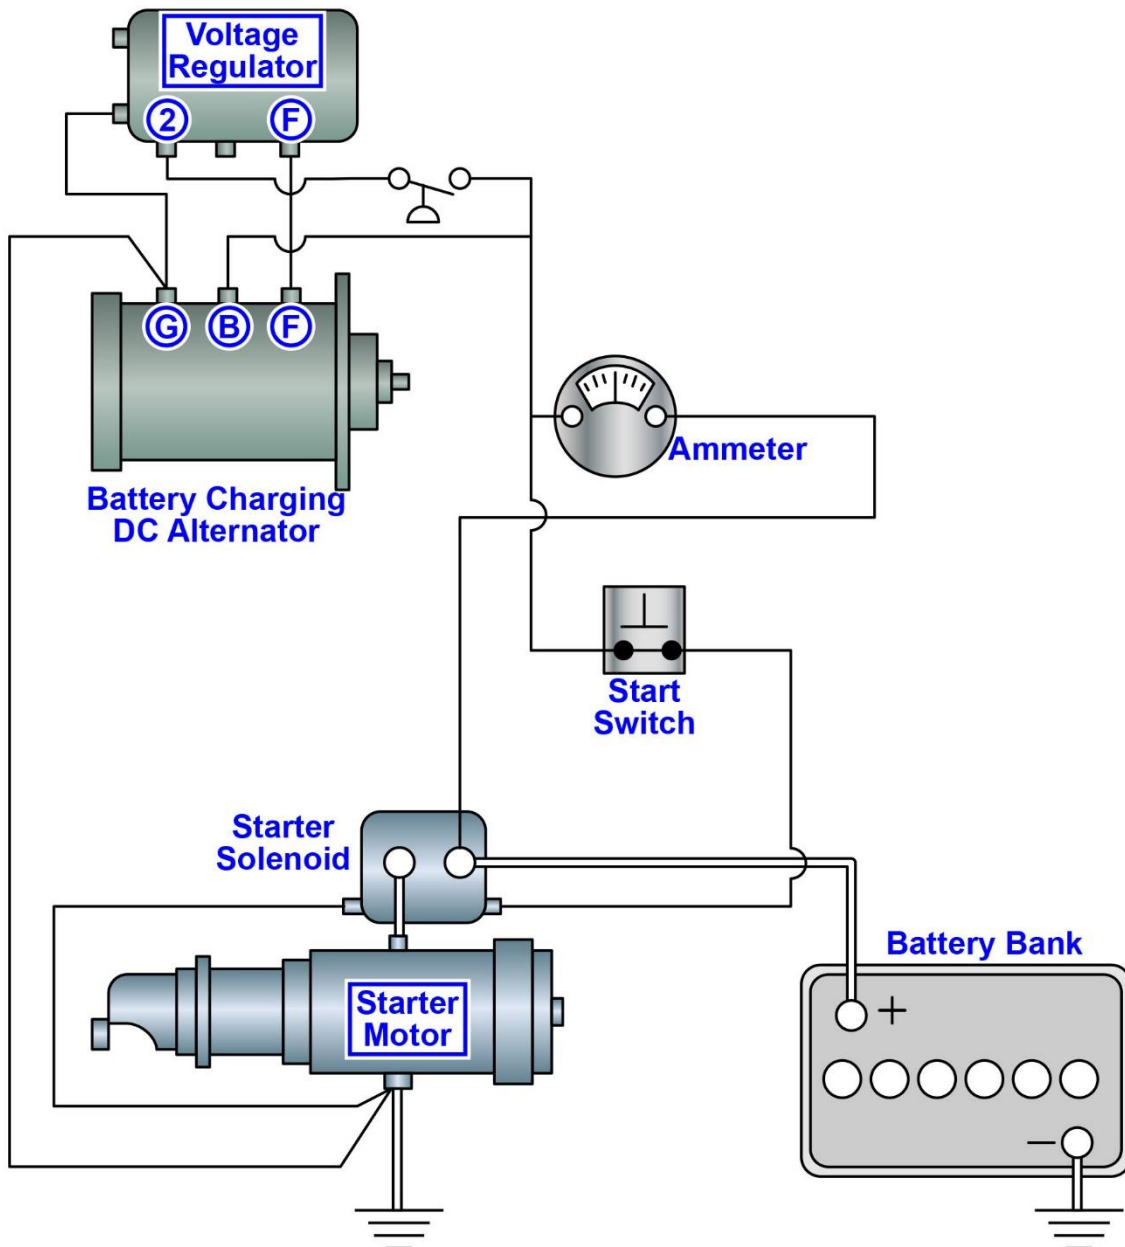 Voltage
Regulator
2
F
G
B
F
Battery Charging
DC Alternator
Ammeter
Start
Switch
Starter
Solenoid
Battery Bank
Starter
Motor
+
−